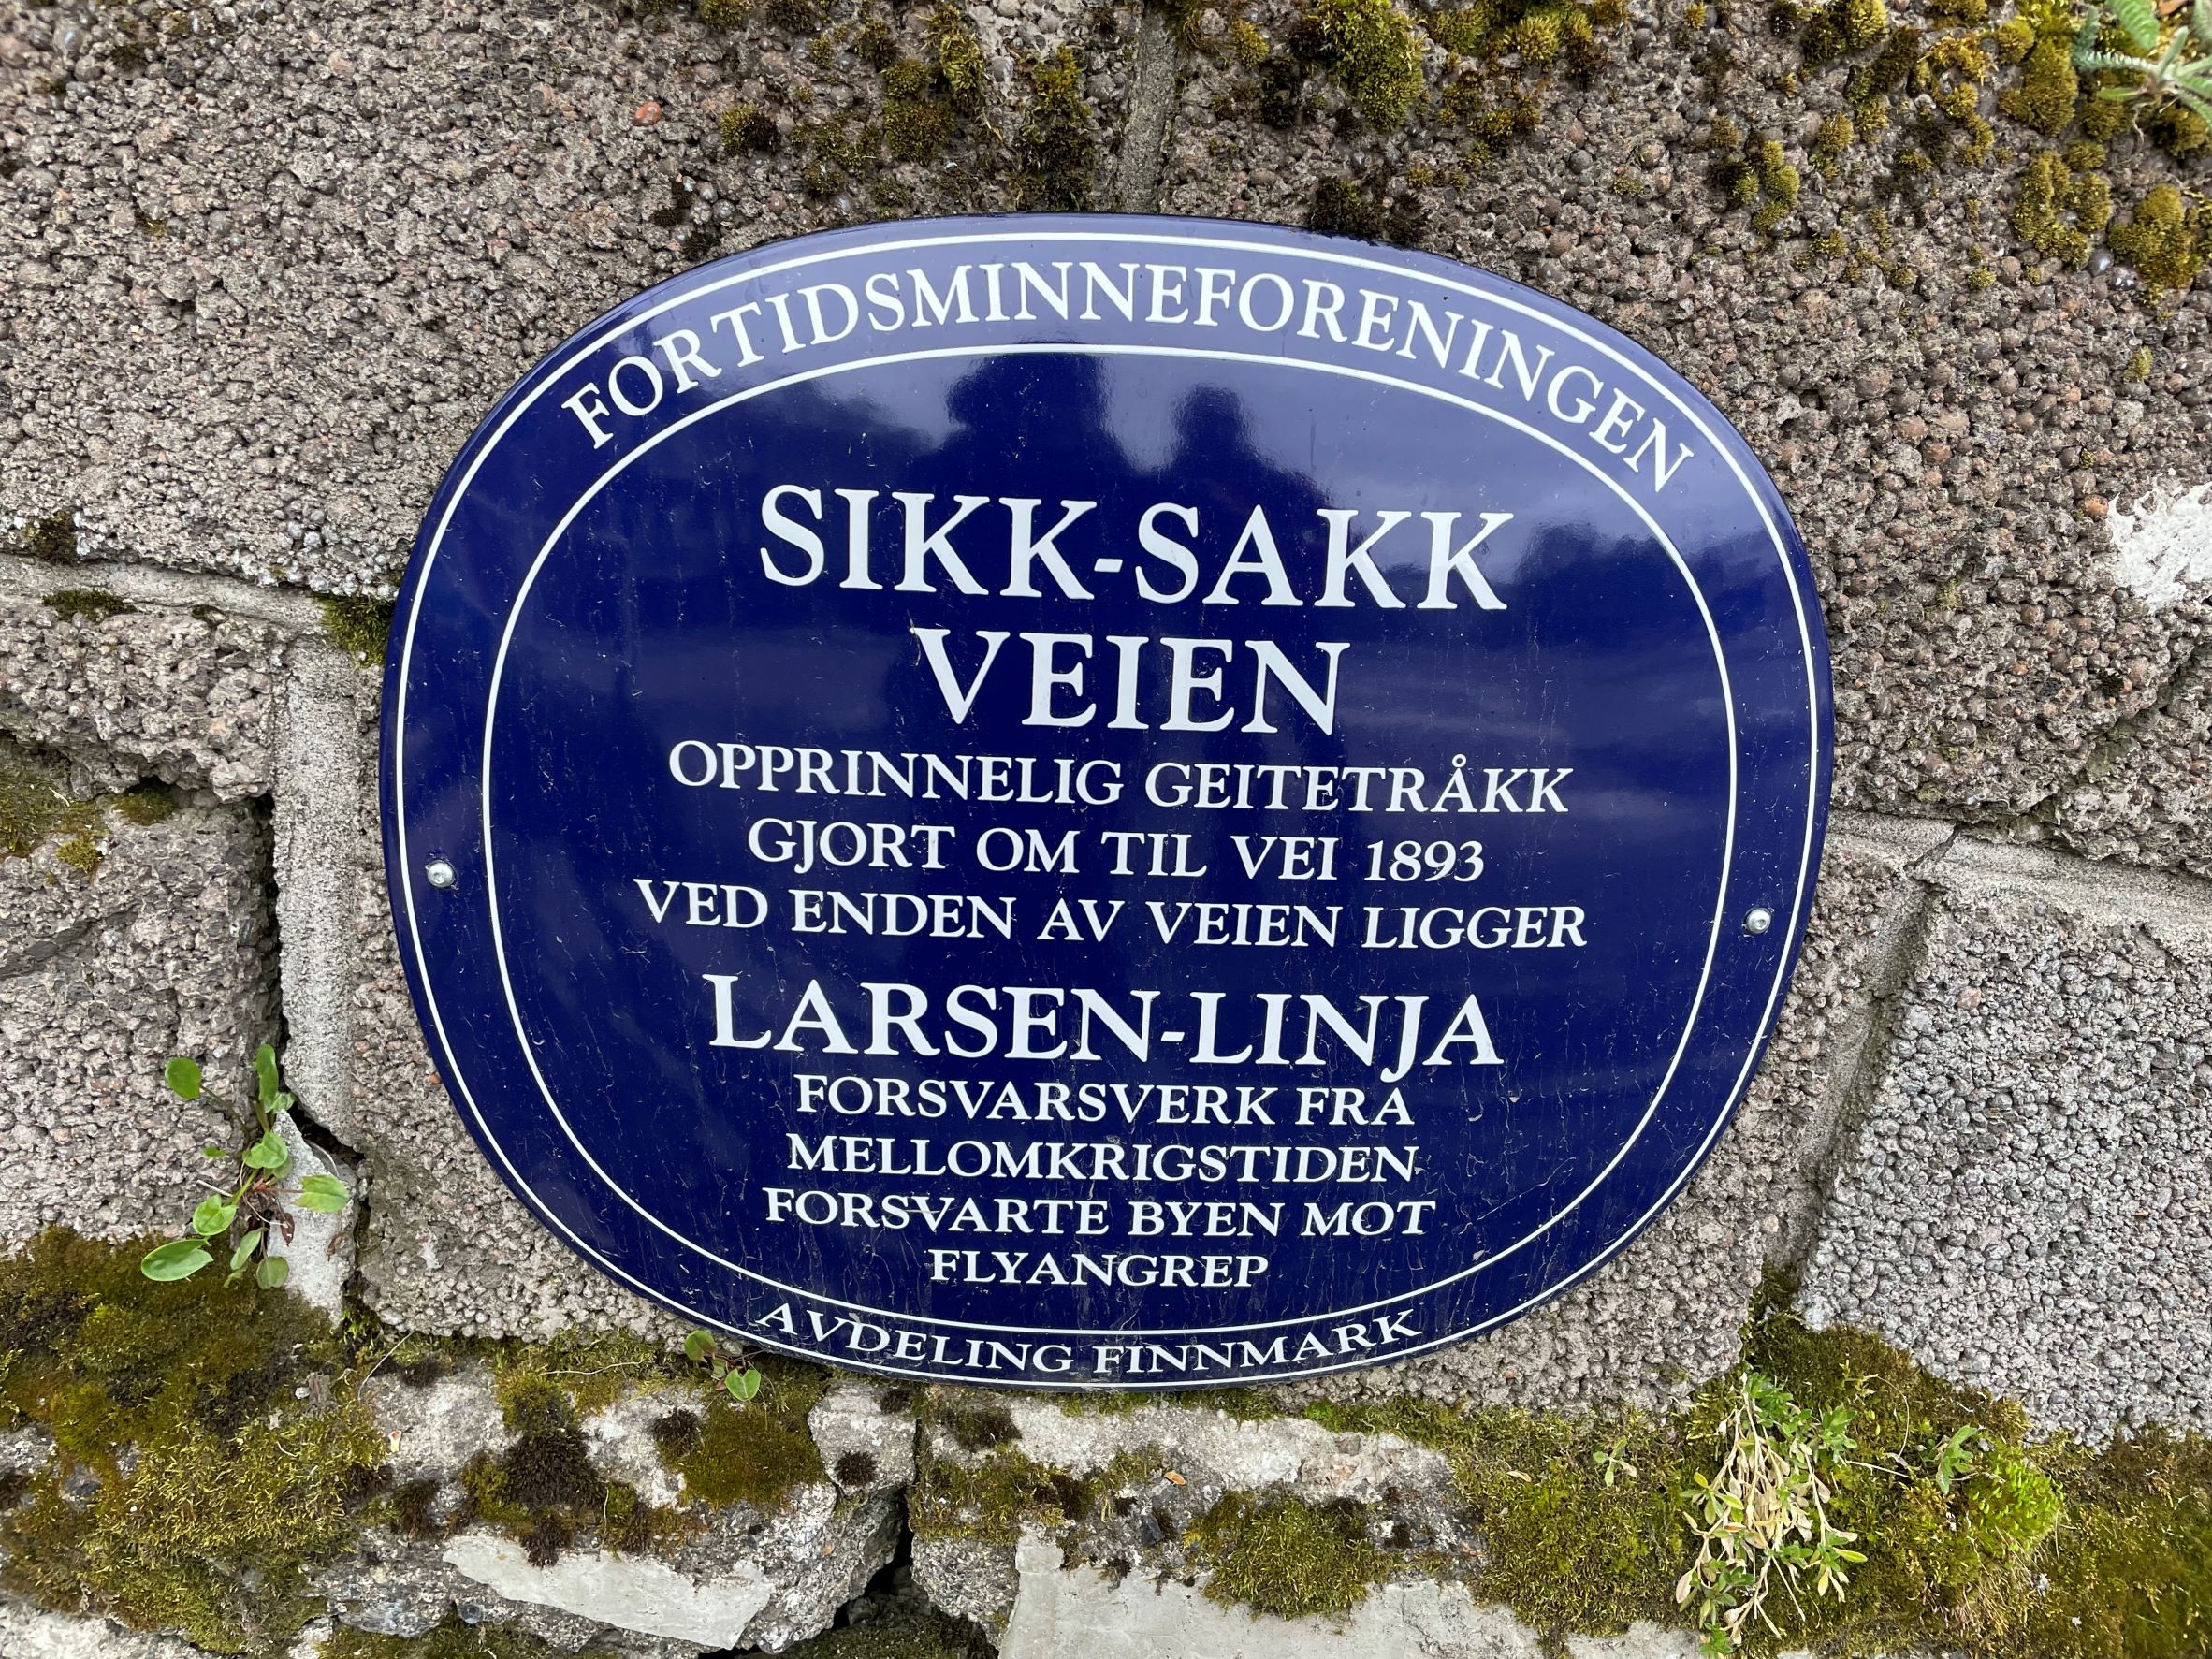 FORTIDSMINNEFORENINGEN
SIKK-SAKK
VEIEN
OPPRINNELIG GEITETRÅKK
GJORT OM TIL VEI 1893
VED ENDEN AV VEIEN LIGGER
LARSEN-LINJA
FORSVARSVERK FRA
MELLOMKRIGSTIDEN
FORSVARTE BYEN MOT
FLYANGREP
AVDELING FINNMARK